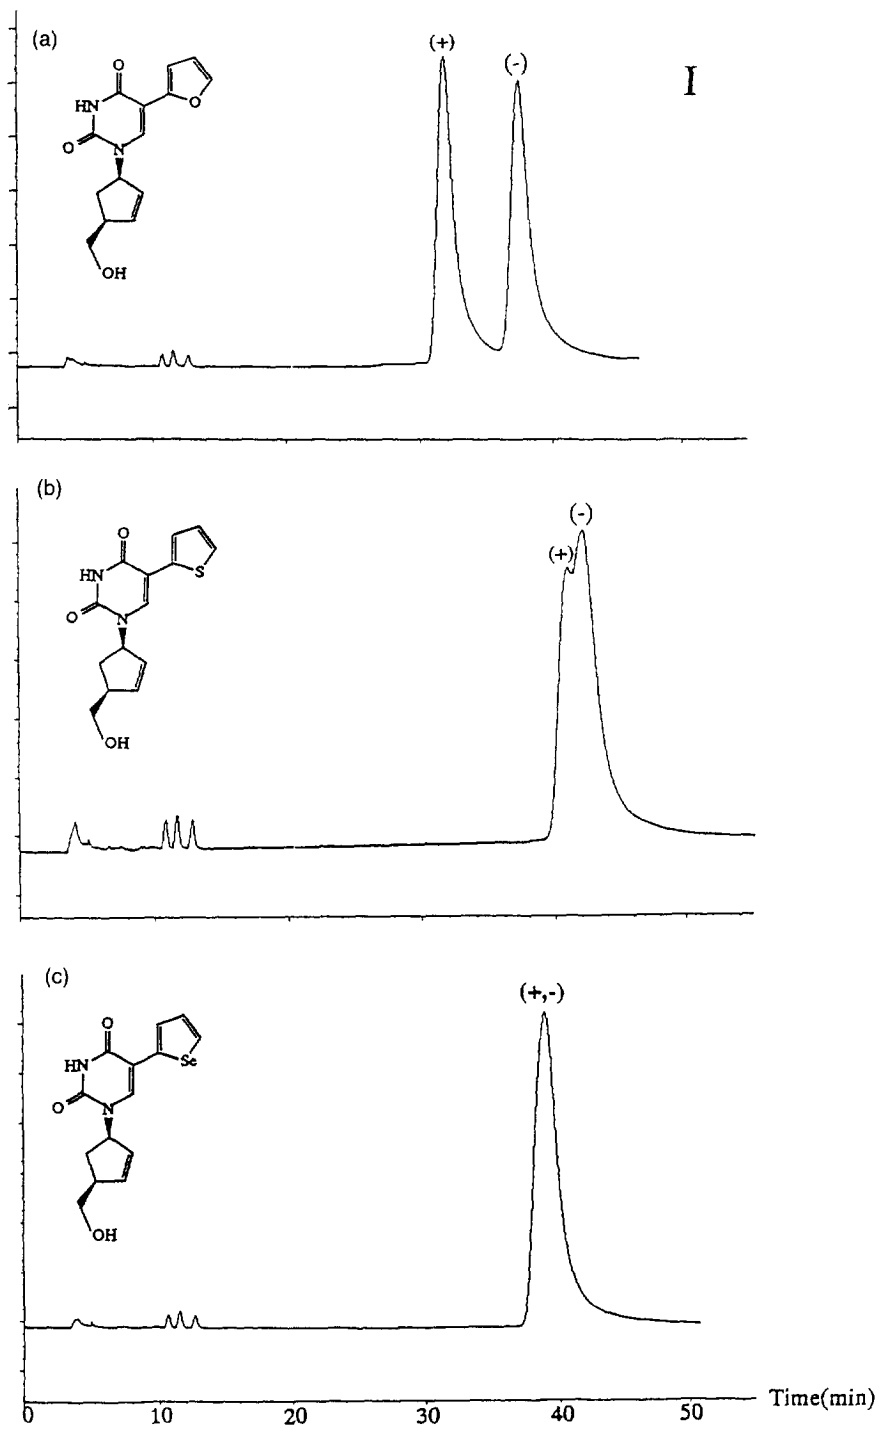 (a)
(+)
(-)
I
O
HN
O
O
N
OH
(b)
(-)
(+)
O
HN
S
O
N
OH
(c)
(+,-)
O
HN
Se
O
N
OH
Time(min)
0 10 20 30 40 50